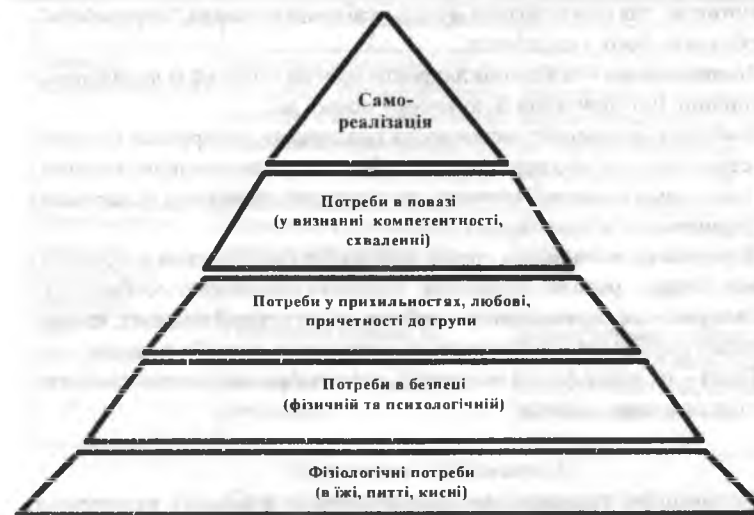 Само-
реалізація
Потреби в повазі
(у визнанні компетентності,
схваленні)
Потреби у прихильностях, любові,
причетності до групи
Потреби в безпеці
(фізичній та психологічній)
Фізіологічні потреби
(в їжі, питті, кисні)